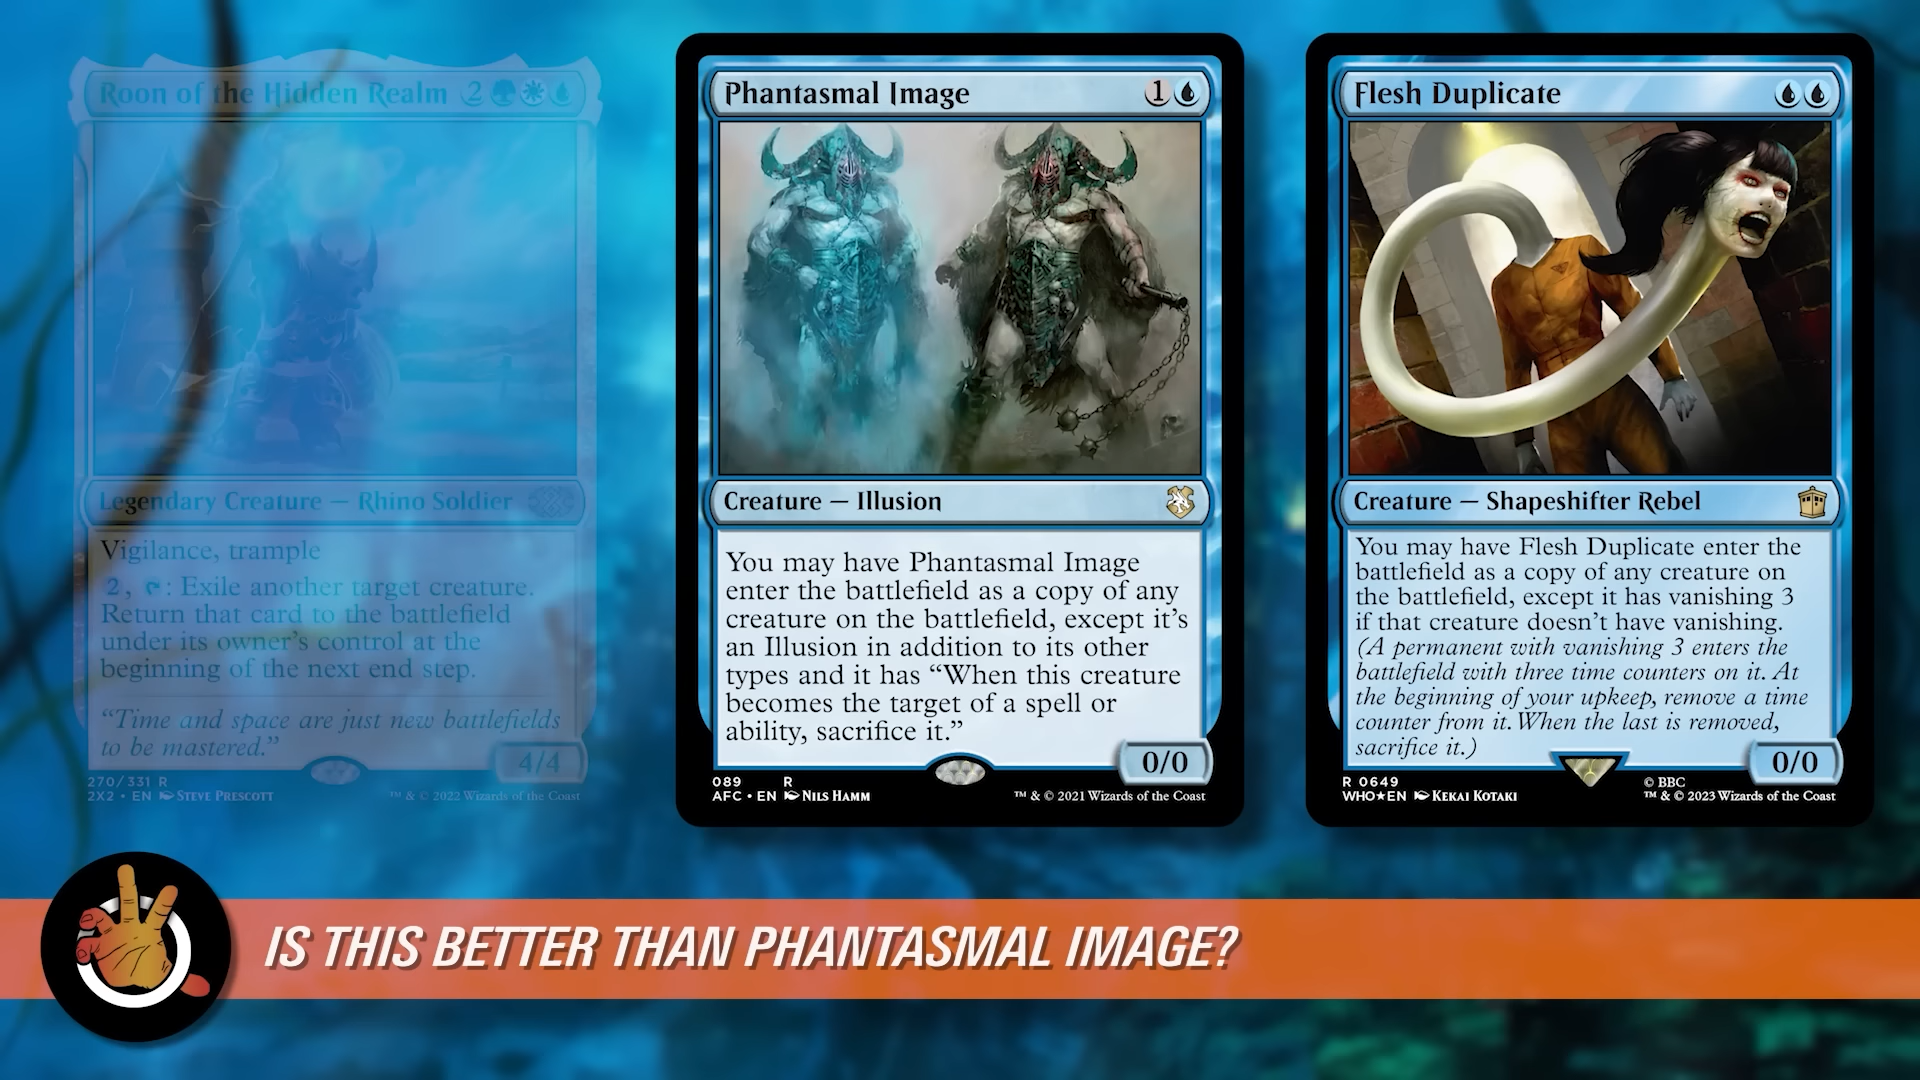 Roon of the Hidden Realm 2
Legendary Creature — Rhino Soldier
Vigilance, trample
2, : Exile another target creature.
Return that card to the battlefield
under its owner's control at the
beginning of the next end step.
“Time and space are just new battlefields
to be mastered.”
4/4
270/331 R
2X2 • EN STEVE PRESCOTT
™ & © 2022 Wizards of the Coast
Phantasmal Image 1
Creature — Illusion
You may have Phantasmal Image
enter the battlefield as a copy of any
creature on the battlefield, except it’s
an Illusion in addition to its other
types and it has “When this creature
becomes the target of a spell or
ability, sacrifice it.”
0/0
089 R
AFC • EN NILS HAMM
™ & © 2021 Wizards of the Coast
Flesh Duplicate
Creature — Shapeshifter Rebel
You may have Flesh Duplicate enter the
battlefield as a copy of any creature on
the battlefield, except it has vanishing 3
if that creature doesn’t have vanishing.
(A permanent with vanishing 3 enters the
battlefield with three time counters on it. At
the beginning of your upkeep, remove a time
counter from it. When the last is removed,
sacrifice it.)
0/0
R 0649
WHO★EN KEKAI KOTAKI
© BBC
™ & © 2023 Wizards of the Coast
IS THIS BETTER THAN PHANTASMAL IMAGE?